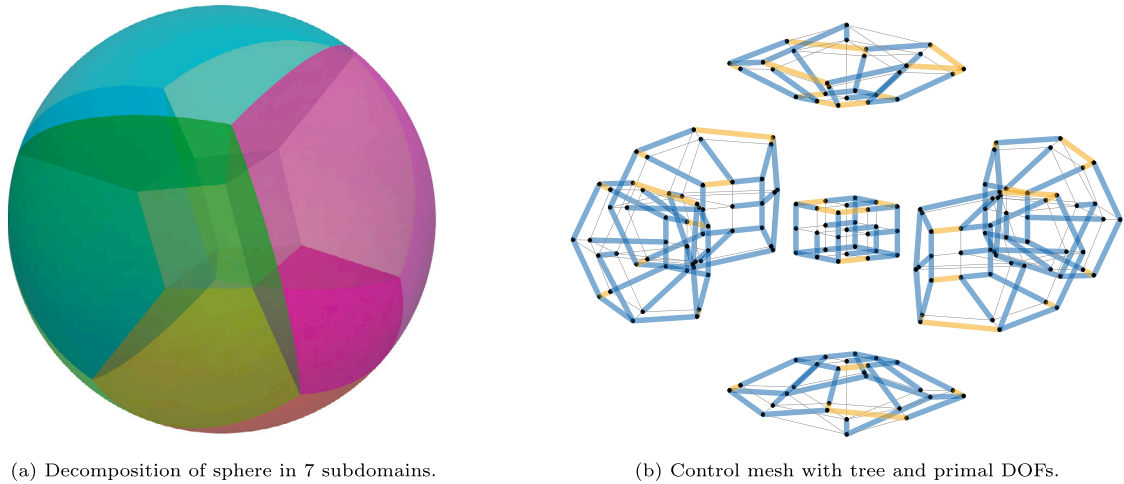 (a) Decomposition of sphere in 7 subdomains.
(b) Control mesh with tree and primal DOFs.